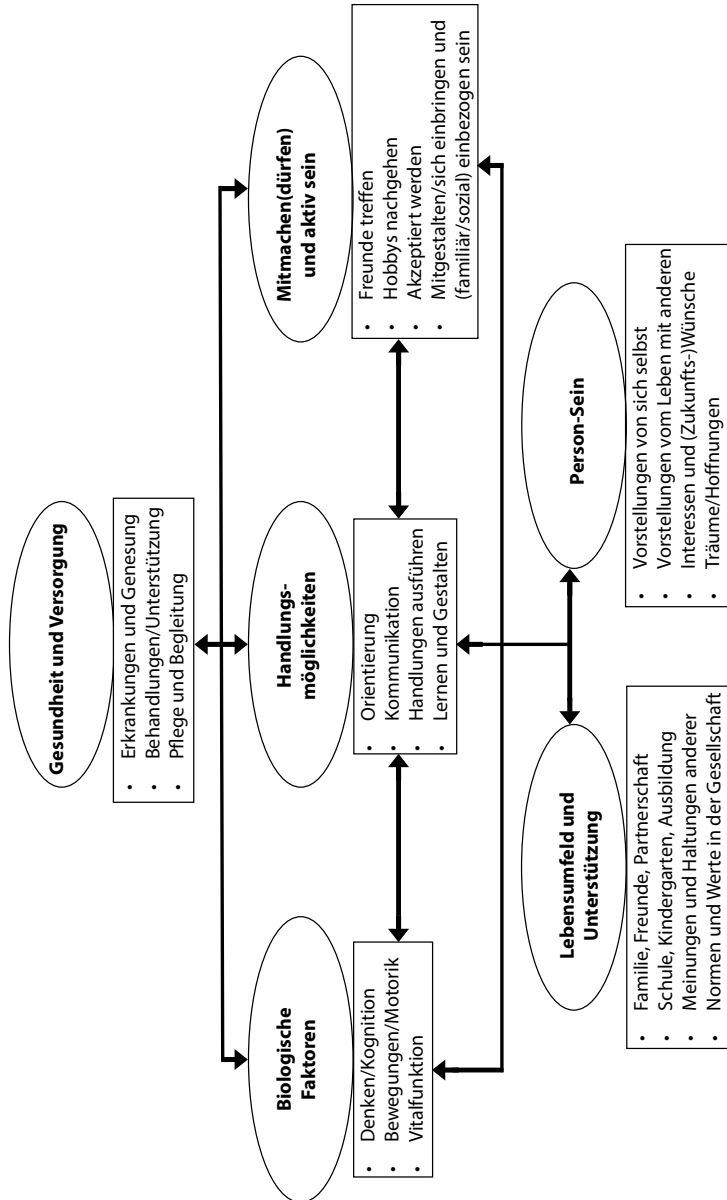 Gesundheit und Versorgung
• Erkrankungen und Genesung
• Behandlungen/Unterstützung
• Pflege und Begleitung
Biologische
Faktoren
• Denken/Kognition
• Bewegungen/Motorik
• Vitalfunktion
Handlungs-
möglichkeiten
• Orientierung
• Kommunikation
• Handlungen ausführen
• Lernen und Gestalten
Mitmachen(dürfen)
und aktiv sein
• Freunde treffen
• Hobbys nachgehen
• Akzeptiert werden
• Mitgestalten/sich einbringen und
(familiär/sozial) einbezogen sein
Lebensumfeld und
Unterstützung
• Familie, Freunde, Partnerschaft
• Schule, Kindergarten, Ausbildung
• Meinungen und Haltungen anderer
• Normen und Werte in der Gesellschaft
Person-Sein
• Vorstellungen von sich selbst
• Vorstellungen vom Leben mit anderen
• Interessen und (Zukunfts-)Wünsche
• Träume/Hoffnungen